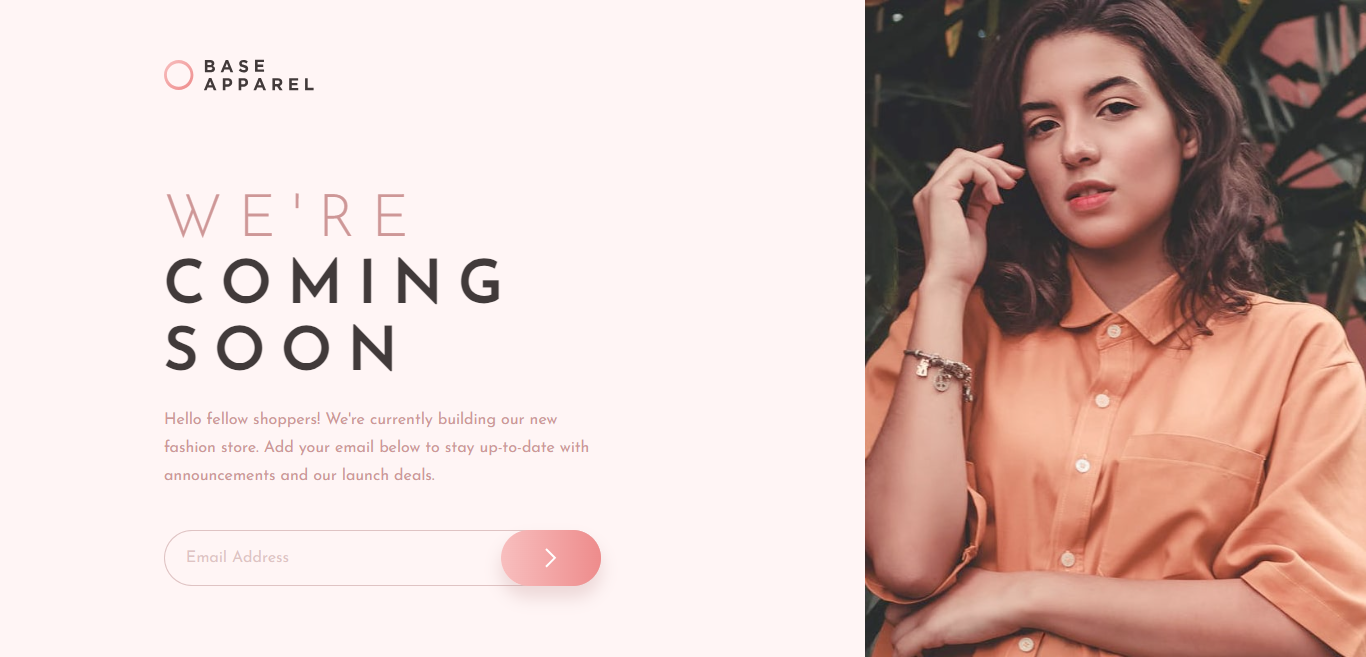 BASE
APPAREL
WE'RE
COMING
SOON
Hello fellow shoppers! We're currently building our new
fashion store. Add your email below to stay up-to-date with
announcements and our launch deals.
Email Address